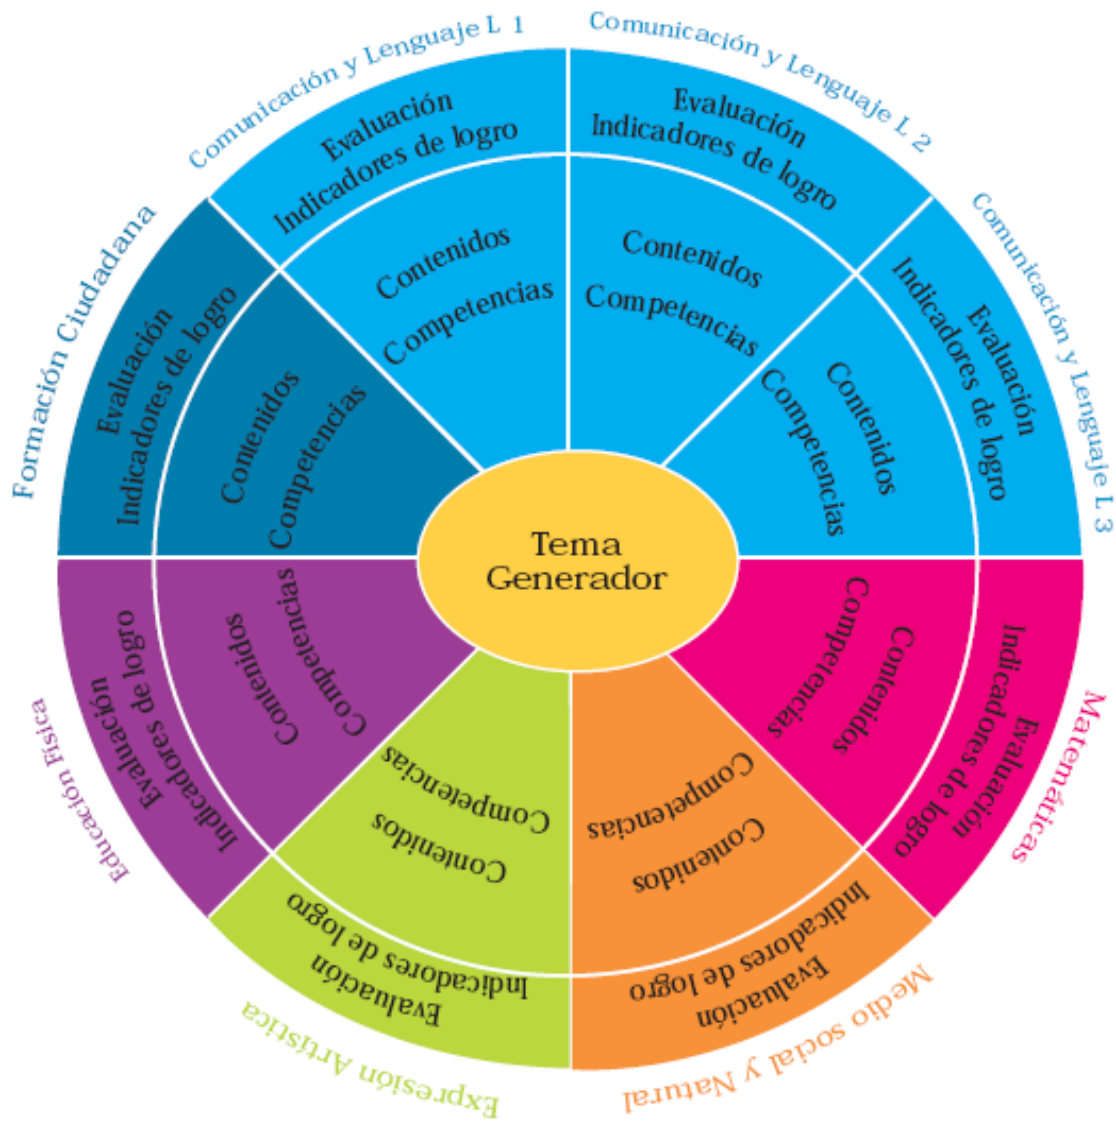 Comunicación y Lenguaje L 1
Evaluación
Indicadores de logro
Contenidos
Competencias
Comunicación y Lenguaje L 2
Evaluación
Indicadores de logro
Contenidos
Competencias
Comunicación y Lenguaje L 3
Evaluación
Indicadores de logro
Contenidos
Competencias
Matemáticas
Evaluación
Indicadores de logro
Contenidos
Competencias
Medio social y Natural
Evaluación
Indicadores de logro
Contenidos
Competencias
Expresión Artística
Evaluación
Indicadores de logro
Contenidos
Competencias
Educación Física
Evaluación
Indicadores de logro
Contenidos
Competencias
Formación Ciudadana
Evaluación
Indicadores de logro
Contenidos
Competencias
Tema
Generador